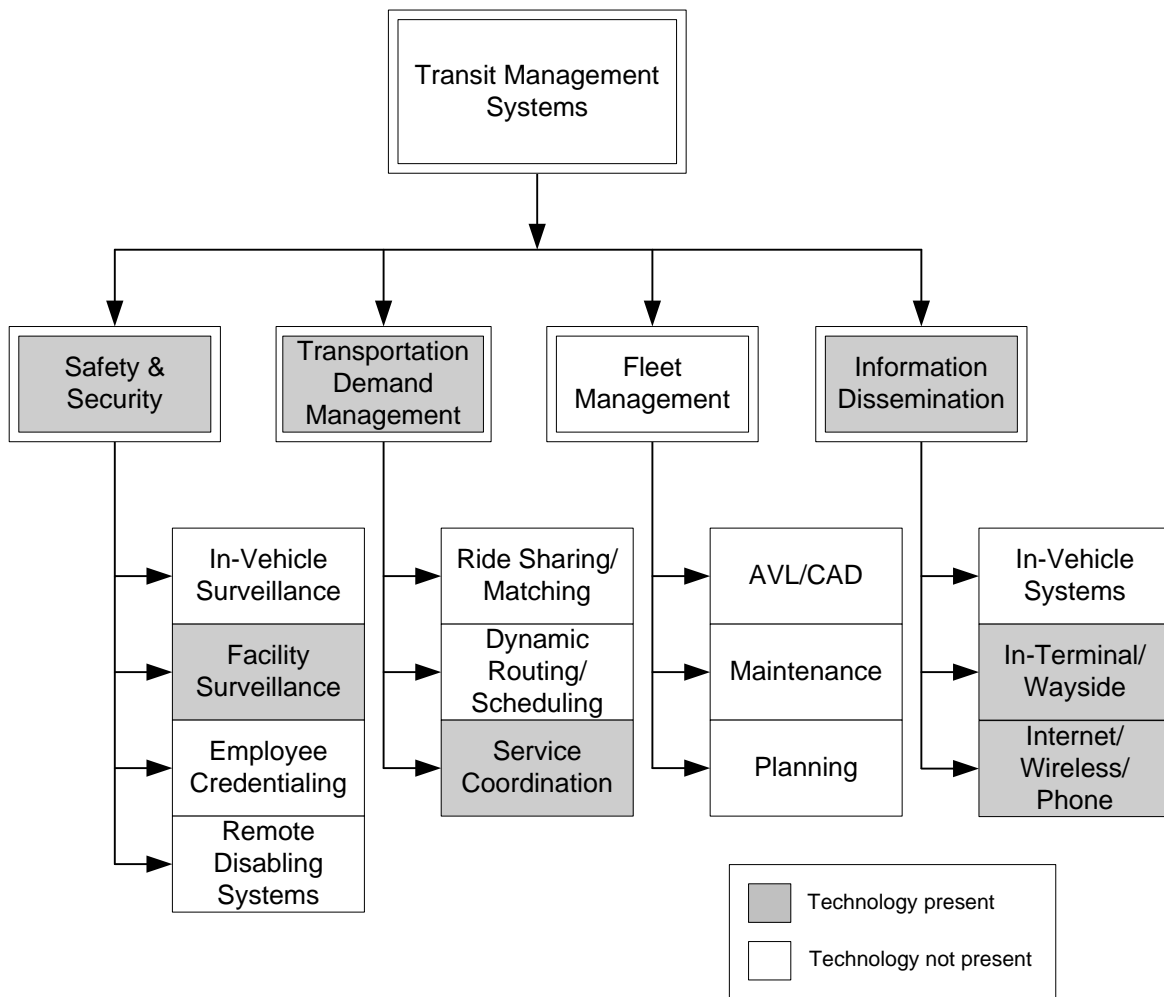 Transit Management
Systems
Safety &
Security
Transportation
Demand
Management
Fleet
Management
Information
Dissemination
In-Vehicle
Surveillance
Facility
Surveillance
Employee
Credentialing
Remote
Disabling
Systems
Ride Sharing/
Matching
Dynamic
Routing/
Scheduling
Service
Coordination
AVL/CAD
Maintenance
Planning
In-Vehicle
Systems
In-Terminal/
Wayside
Internet/
Wireless/
Phone
Technology present
Technology not present